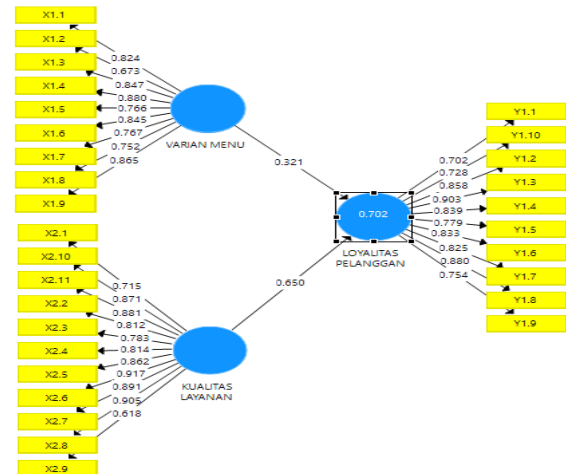 X1.1
X1.2
X1.3
X1.4
X1.5
X1.6
X1.7
X1.8
X1.9
0.824
0.673
0.847
0.880
0.766
0.845
0.767
0.752
0.865
VARIAN MENU
0.321
X2.1
X2.10
X2.11
X2.2
X2.3
X2.4
X2.5
X2.6
X2.7
X2.8
X2.9
0.715
0.871
0.881
0.812
0.783
0.814
0.862
0.917
0.891
0.905
0.618
KUALITAS
LAYANAN
0.650
0.702
LOYALITAS
PELANGGAN
0.702
0.728
0.858
0.903
0.839
0.779
0.833
0.825
0.880
0.754
Y1.1
Y1.10
Y1.2
Y1.3
Y1.4
Y1.5
Y1.6
Y1.7
Y1.8
Y1.9